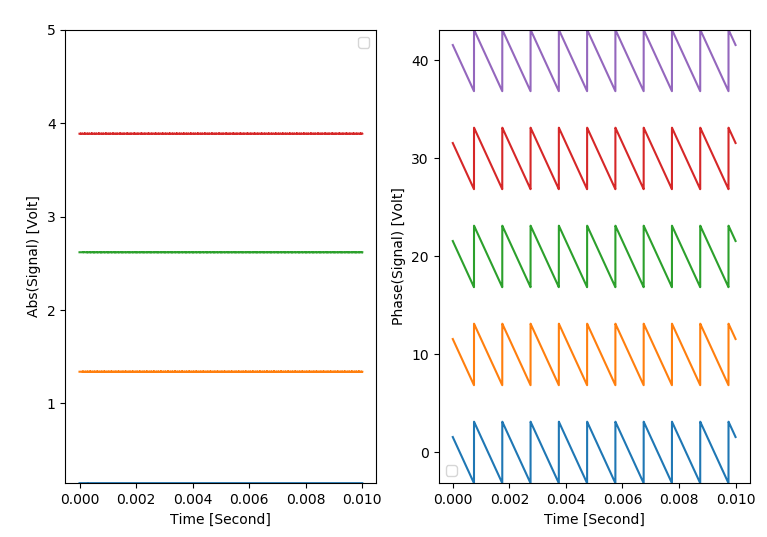 5
4
3
2
1
Abs(Signal) [Volt]
0.000 0.002 0.004 0.006 0.008 0.010
Time [Second]
40
30
20
10
0
Phase(Signal) [Volt]
0.000 0.002 0.004 0.006 0.008 0.010
Time [Second]